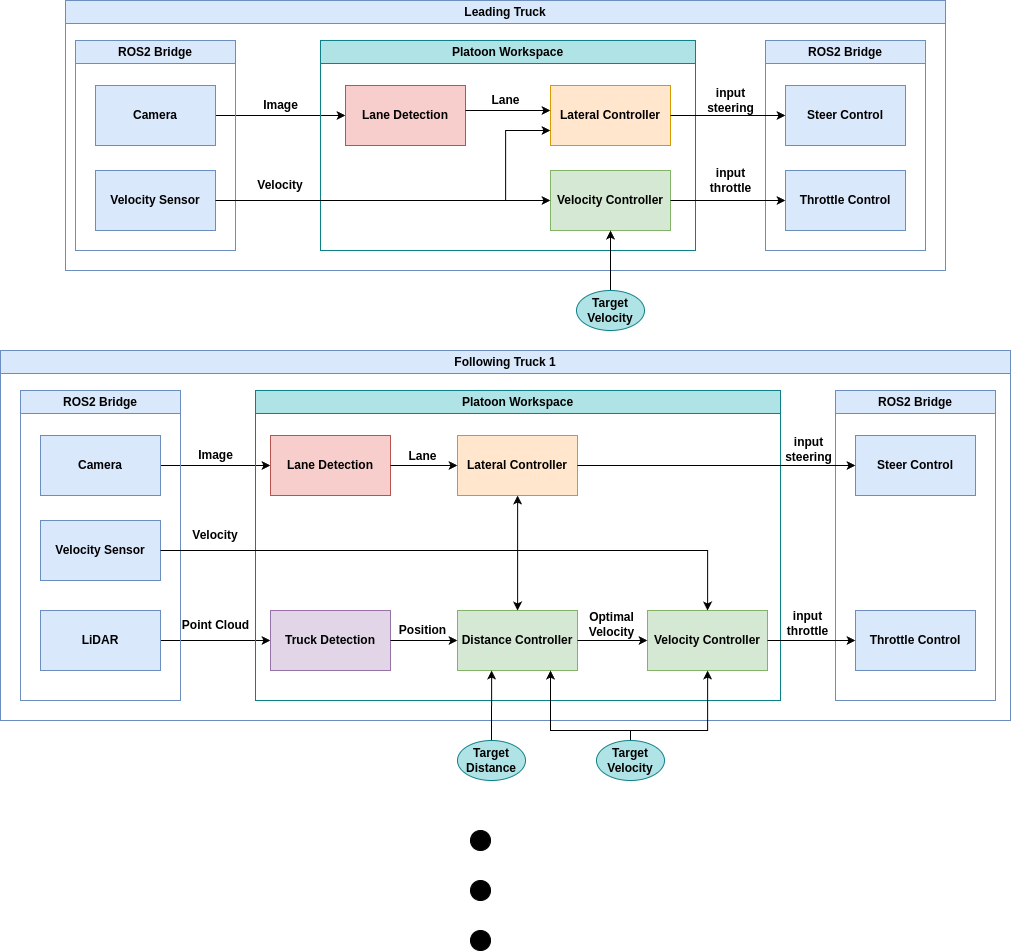 Leading Truck
ROS2 Bridge
Platoon Workspace
ROS2 Bridge
Camera
Image
Lane Detection
Lane
Lateral Controller
input
steering
Steer Control
Velocity Sensor
Velocity
Velocity Controller
input
throttle
Throttle Control
Target
Velocity
Following Truck 1
ROS2 Bridge
Platoon Workspace
ROS2 Bridge
Camera
Image
Lane Detection
Lane
Lateral Controller
input
steering
Steer Control
Velocity Sensor
Velocity
LiDAR
Point Cloud
Truck Detection
Position
Distance Controller
Optimal
Velocity
Velocity Controller
input
throttle
Throttle Control
Target
Distance
Target
Velocity